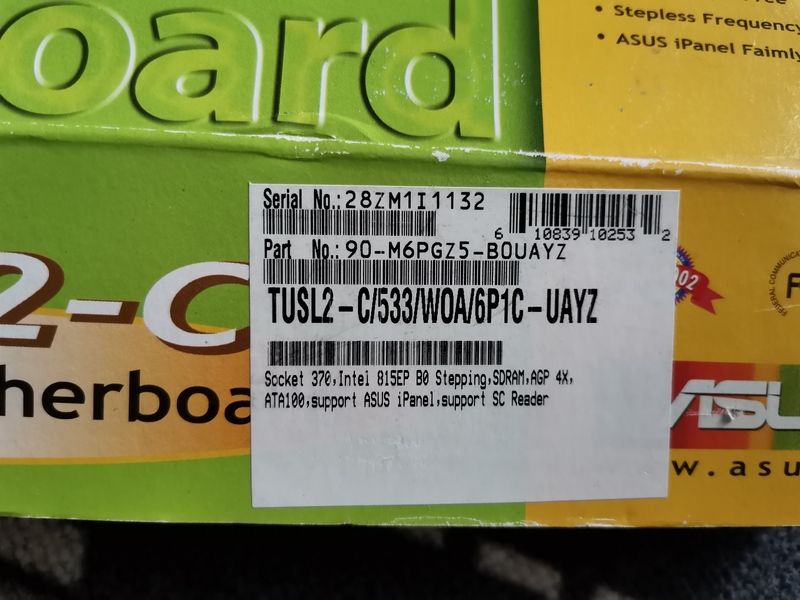 oard
• Stepless Frequency
• ASUS iPanel Faimly
Serial No.:28ZM1I1132
6 10839 10253 2
Part No.:90-M6PGZ5-B0UAYZ
TUSL2-C/533/WOA/6P1C-UAYZ
Socket 370,Intel 815EP B0 Stepping,SDRAM,AGP 4X,
ATA100,support ASUS iPanel,support SC Reader
2-C
herboa
ASU
w.asu